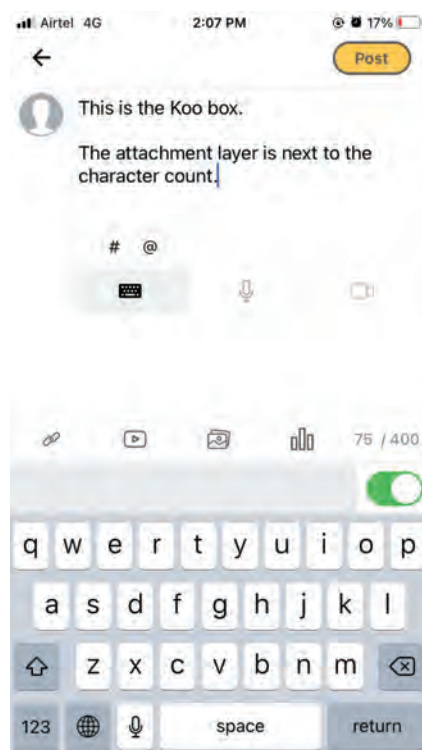 Airtel 4G 2:07 PM 17%
Post
This is the Koo box.
The attachment layer is next to the
character count.
# @
75 / 400
q w e r t y u i o p
a s d f g h j k l
z x c v b n m
123 space return